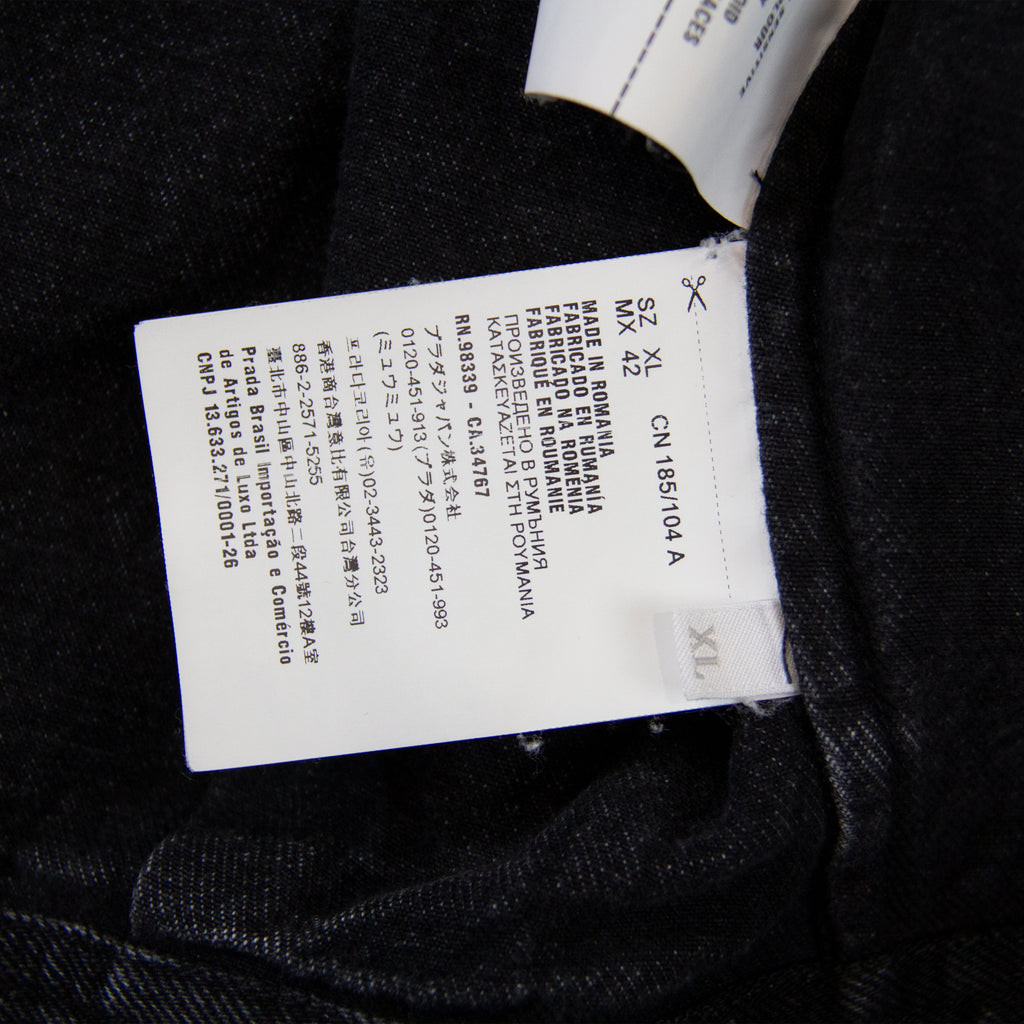 SZ XL CN 185/104 A
MX 42
MADE IN ROMANIA
FABRICADO EN RUMANÍA
FABRICADO NA ROMÉNIA
FABRIQUÉ EN ROUMANIE
ПРОИЗВЕДЕНО В РУМЪНИЯ
ΚΑΤΑΣΚΕΥΑΖΕΤΑΙ ΣΤΗ ΡΟΥΜΑΝΙΑ
RN.98339 - CA.34767
プラダジャパン株式会社
0120-451-913(プラダ)0120-451-993
(ミュウミュウ)
프라다코리아(유)02-3443-2323
香港商台灣意比有限公司台灣分公司
886-2-2571-5255
臺北市中山區中山北路二段44號12樓A室
Prada Brasil Importação e Comércio
de Artigos de Luxo Ltda
CNPJ 13.633.271/0001-26
XL